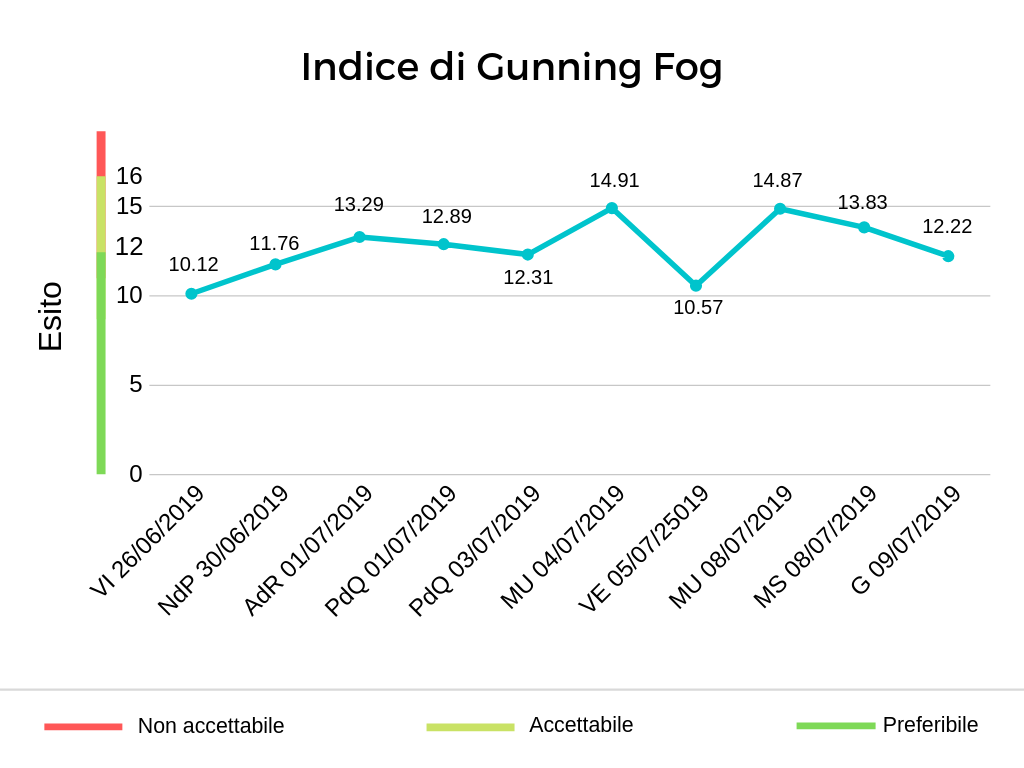 Indice di Gunning Fog
Esito
16
15
12
10
5
0
10.12
11.76
13.29
12.89
12.31
14.91
10.57
14.87
13.83
12.22
VI 26/06/2019
NdP 30/06/2019
AdR 01/07/2019
PdQ 01/07/2019
PdQ 03/07/2019
MU 04/07/2019
VE 05/07/25019
MU 08/07/2019
MS 08/07/2019
G 09/07/2019
Non accettabile
Accettabile
Preferibile